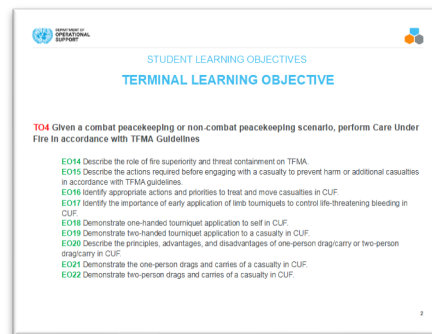 DEPARTMENT OF
OPERATIONAL
SUPPORT
STUDENT LEARNING OBJECTIVES
TERMINAL LEARNING OBJECTIVE
TO4 Given a combat peacekeeping or non-combat peacekeeping scenario, perform Care Under
Fire in accordance with TFMA Guidelines
EO14 Describe the role of fire superiority and threat containment on TFMA.
EO15 Describe the actions required before engaging with a casualty to prevent harm or additional casualties
in accordance with TFMA guidelines.
EO16 Identify appropriate actions and priorities to treat and move casualties in CUF.
EO17 Identify the importance of early application of limb tourniquets to control life-threatening bleeding in
CUF.
EO18 Demonstrate one-handed tourniquet application to self in CUF.
EO19 Demonstrate two-handed tourniquet application to a casualty in CUF.
EO20 Describe the principles, advantages, and disadvantages of one-person drag/carry or two-person
drag/carry in CUF.
EO21 Demonstrate the one-person drags and carries of a casualty in CUF.
EO22 Demonstrate two-person drags and carries of a casualty in CUF.
2